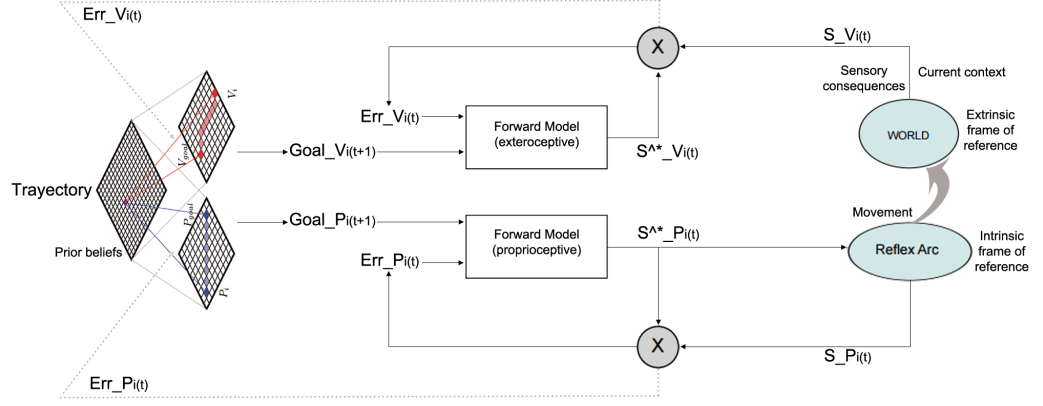 Err_Vi(t)
X
S_Vi(t)
Sensory
consequences
Current context
Vi
Vgoal
Err_Vi(t)
Forward Model
(exteroceptive)
WORLD
Extrinsic
frame of
reference
Goal_Vi(t+1)
S^*_Vi(t)
Trayectory
Pgoal
Goal_Pi(t+1)
Movement
Forward Model
(proprioceptive)
S^*_Pi(t)
Reflex Arc
Intrinsic
frame of
reference
Prior beliefs
Err_Pi(t)
Pi
X
S_Pi(t)
Err_Pi(t)